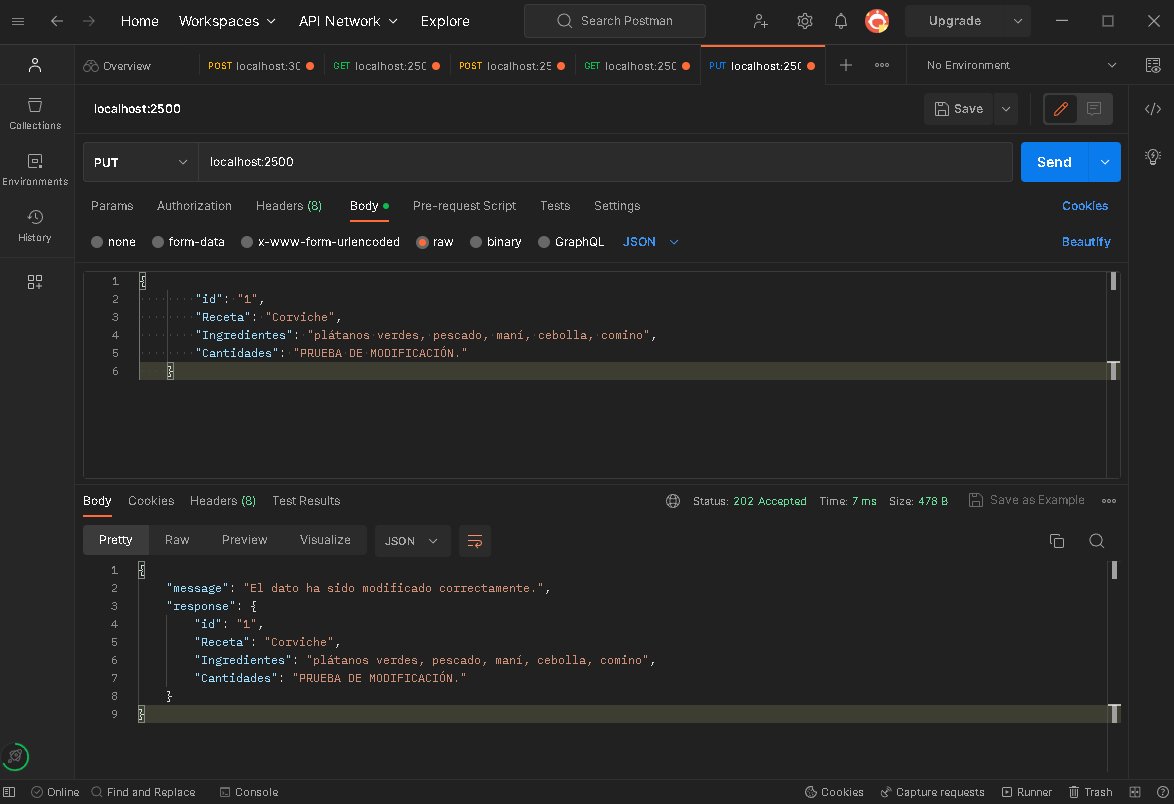 Home Workspaces API Network Explore Search Postman Upgrade
Overview POST localhost:30 GET localhost:250 POST localhost:25 GET localhost:250 PUT localhost:250 No Environment
localhost:2500 Save
Collections
PUT localhost:2500 Send
Environments
Params Authorization Headers (8) Body Pre-request Script Tests Settings Cookies
History
none form-data x-www-form-urlencoded raw binary GraphQL JSON Beautify
1 {
2 "id": "1",
3 "Receta": "Corviche",
4 "Ingredientes": "plátanos verdes, pescado, maní, cebolla, comino",
5 "Cantidades": "PRUEBA DE MODIFICACIÓN."
6 }
Body Cookies Headers (8) Test Results Status: 202 Accepted Time: 7 ms Size: 478 B Save as Example
Pretty Raw Preview Visualize JSON
1 {
2 "message": "El dato ha sido modificado correctamente.",
3 "response": {
4 "id": "1",
5 "Receta": "Corviche",
6 "Ingredientes": "plátanos verdes, pescado, maní, cebolla, comino",
7 "Cantidades": "PRUEBA DE MODIFICACIÓN."
8 }
9 }
Online Find and Replace Console Cookies Capture requests Runner Trash